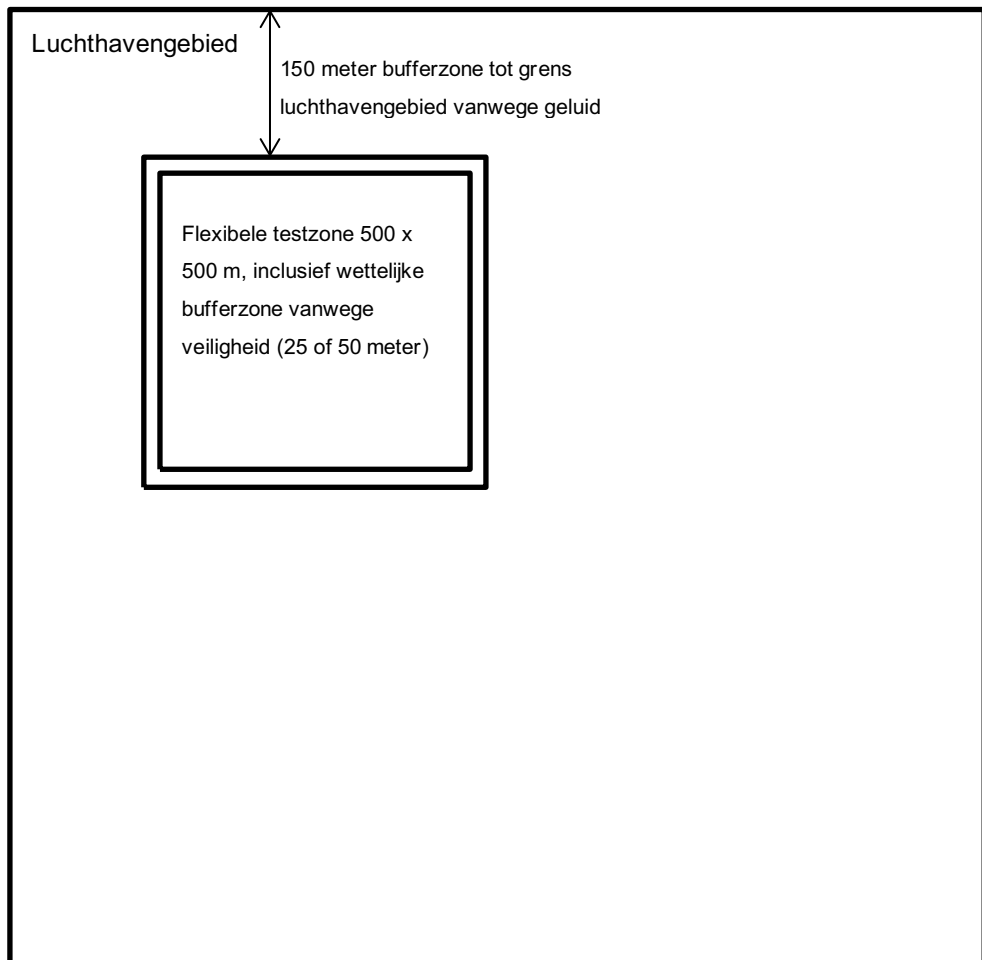 Luchthavengebied
150 meter bufferzone tot grens
luchthavengebied vanwege geluid
Flexibele testzone 500 x
500 m, inclusief wettelijke
bufferzone vanwege
veiligheid (25 of 50 meter)